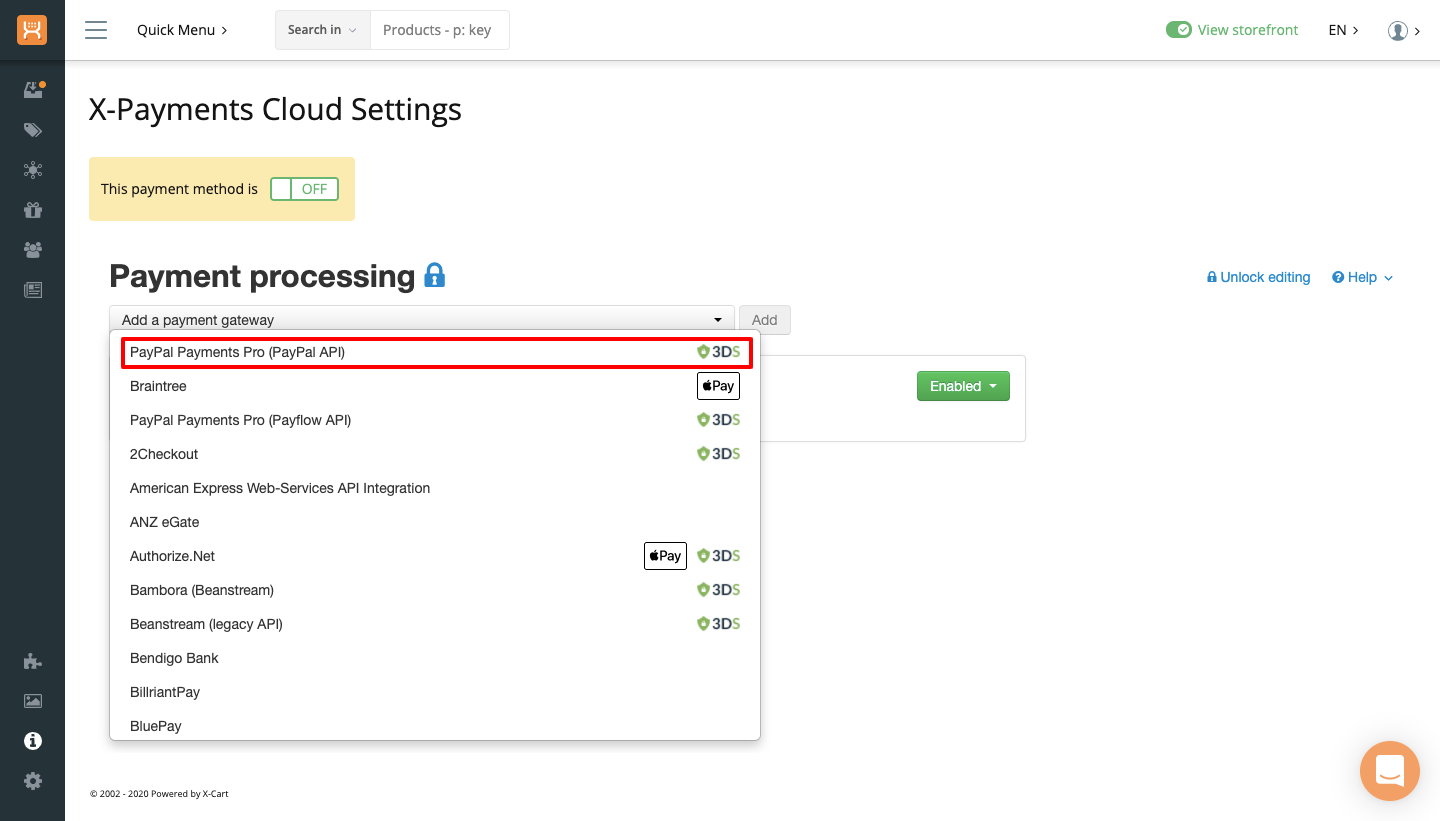 Quick Menu
Search in
Products - p: key
View storefront
EN
X-Payments Cloud Settings
This payment method is
OFF
Payment processing
Unlock editing
Help
Add a payment gateway
Add
PayPal Payments Pro (PayPal API)
3DS
Braintree
Pay
Enabled
PayPal Payments Pro (Payflow API)
3DS
2Checkout
3DS
American Express Web-Services API Integration
ANZ eGate
Authorize.Net
Pay
3DS
Bambora (Beanstream)
3DS
Beanstream (legacy API)
3DS
Bendigo Bank
BillriantPay
BluePay
© 2002 - 2020 Powered by X-Cart